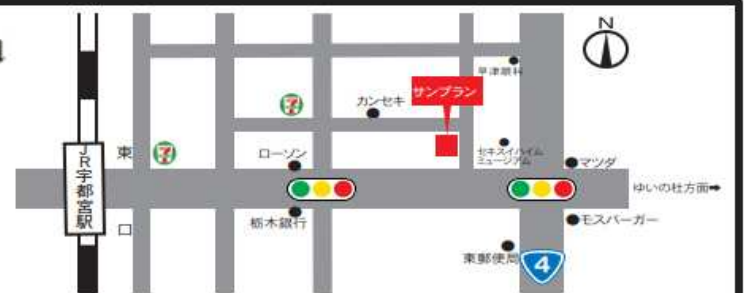 N
早津眼科
サンプラン
カンセキ
7
東
7
ローソン
セキスイハイム
ミュージアム
マツダ
JR宇都宮駅
ゆいの杜方面➡
口
栃木銀行
モスバーガー
東郵便局
4